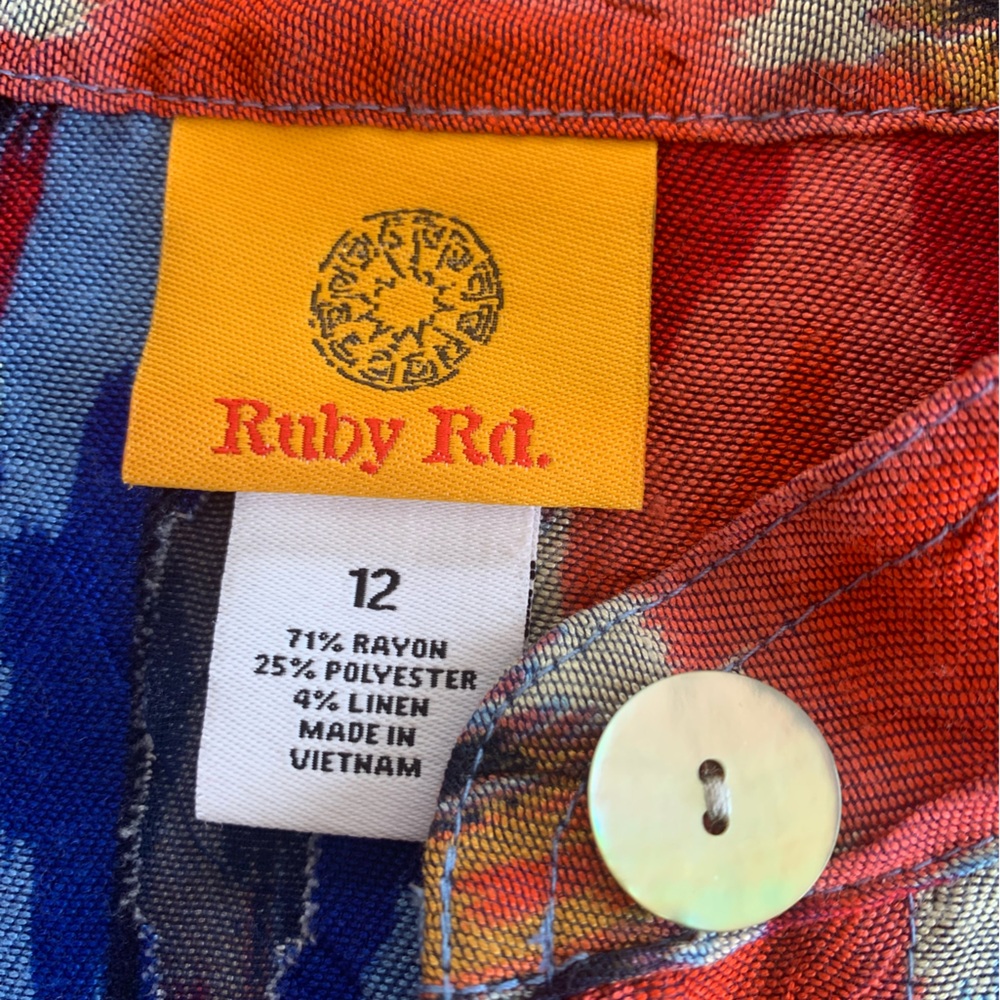 Ruby Rd.
12
71% RAYON
25% POLYESTER
4% LINEN
MADE IN
VIETNAM